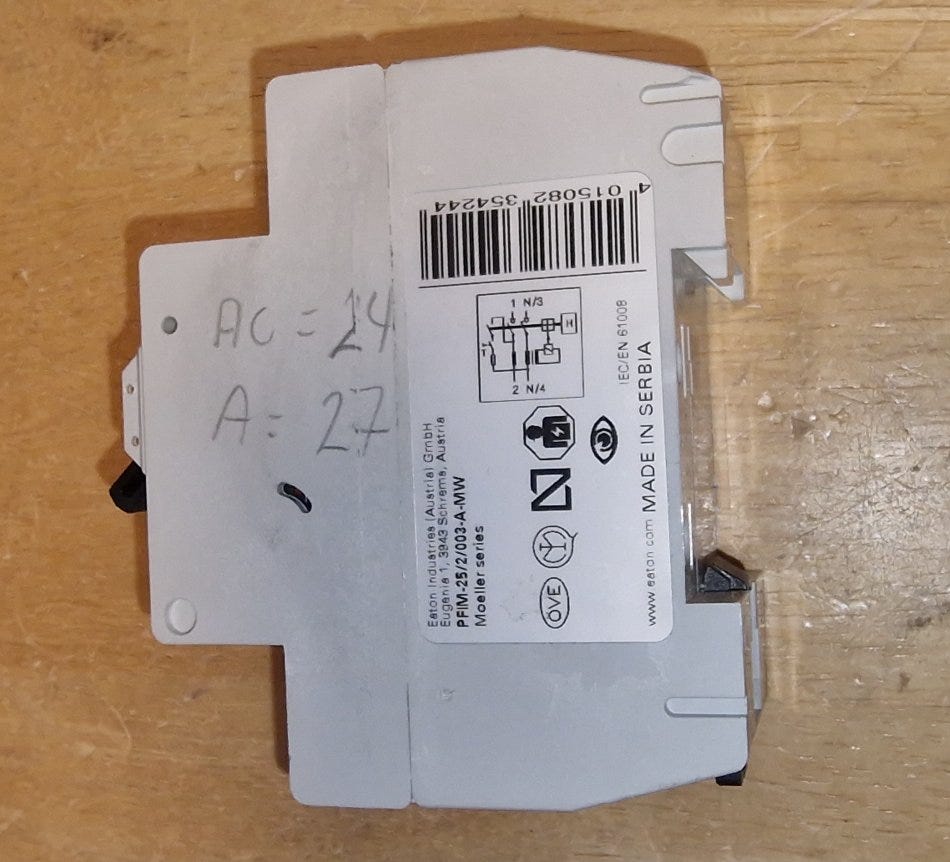 AC = 24
A = 27
4 015082 354244
1 N/3
H
2 N/4
IEC/EN 61008
Eaton Industries (Austria) GmbH
Eugenia 1, 3943 Schrems, Austria
PFIM-25/2/003-A-MW
Moeller series
ÖVE
www.eaton.com MADE IN SERBIA